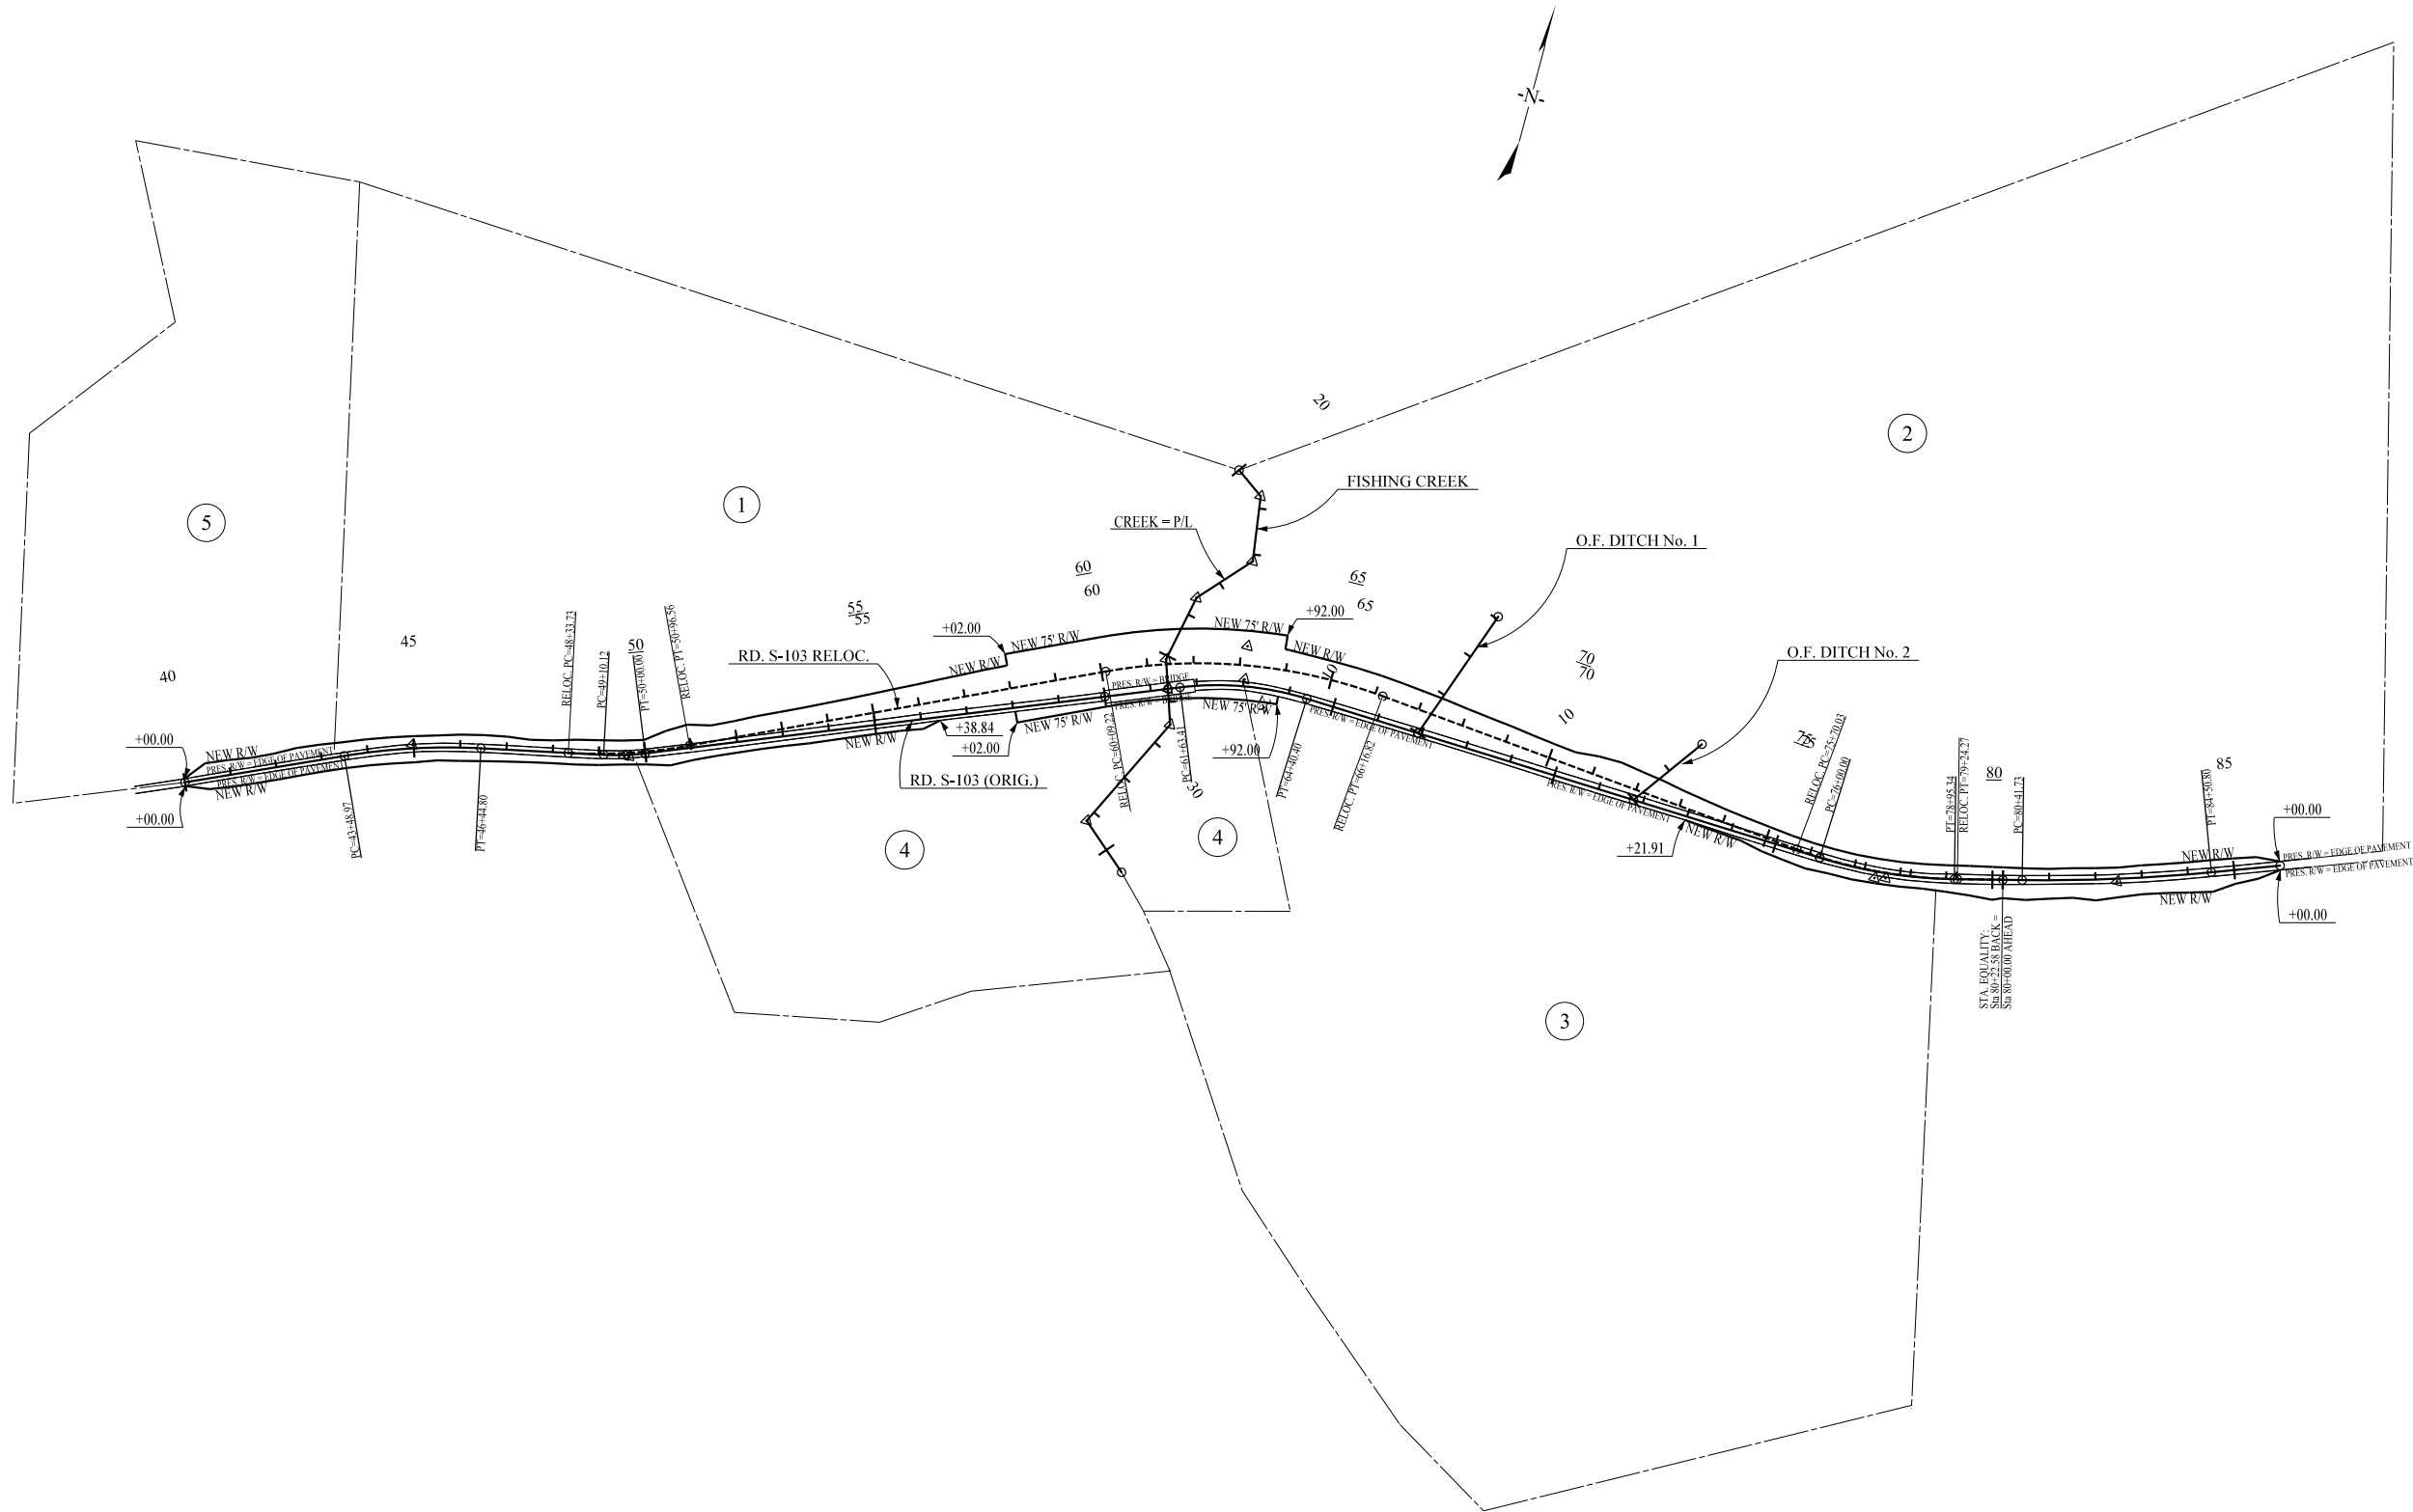 -N-
20
2
FISHING CREEK
1
5
CREEK = P/L
O.F. DITCH No. 1
60
60
65
65
55
55
+92.00
+02.00
NEW 75' R/W
NEW 75' R/W
45
50
RELOC. PC=48+33.73
PC=49+10.12
PT=50+00.00
RELOC. PT=50+96.56
RD. S-103 RELOC.
NEW R/W
NEW R/W
O.F. DITCH No. 2
70
70
40
10
10
+00.00
NEW R/W
PRES. R/W = EDGE OF PAVEMENT
PRES. R/W = EDGE OF PAVEMENT
NEW R/W
+00.00
PC=43+48.97
PT=46+44.80
PRES. R/W = BRIDGE
PRES. R/W = BRIDGE
NEW 75' R/W
NEW 75' R/W
+38.84
+02.00
NEW R/W
RD. S-103 (ORIG.)
RELOC. PC=60+09.22
PC=61+63.41
30
+92.00
PT=64+40.40
RELOC. PT=66+16.82
PRES. R/W = EDGE OF PAVEMENT
PRES. R/W = EDGE OF PAVEMENT
75
75
RELOC. PC=75+70.03
PC=76+00.00
NEW R/W
+21.91
PT=78+95.34
RELOC. PT=79+24.27
80
PC=80+41.73
85
PT=84+50.80
+00.00
NEW R/W
PRES. R/W = EDGE OF PAVEMENT
PRES. R/W = EDGE OF PAVEMENT
NEW R/W
+00.00
4
4
STA. EQUALITY:
Sta 80+22.58 BACK =
Sta 80+00.00 AHEAD
3